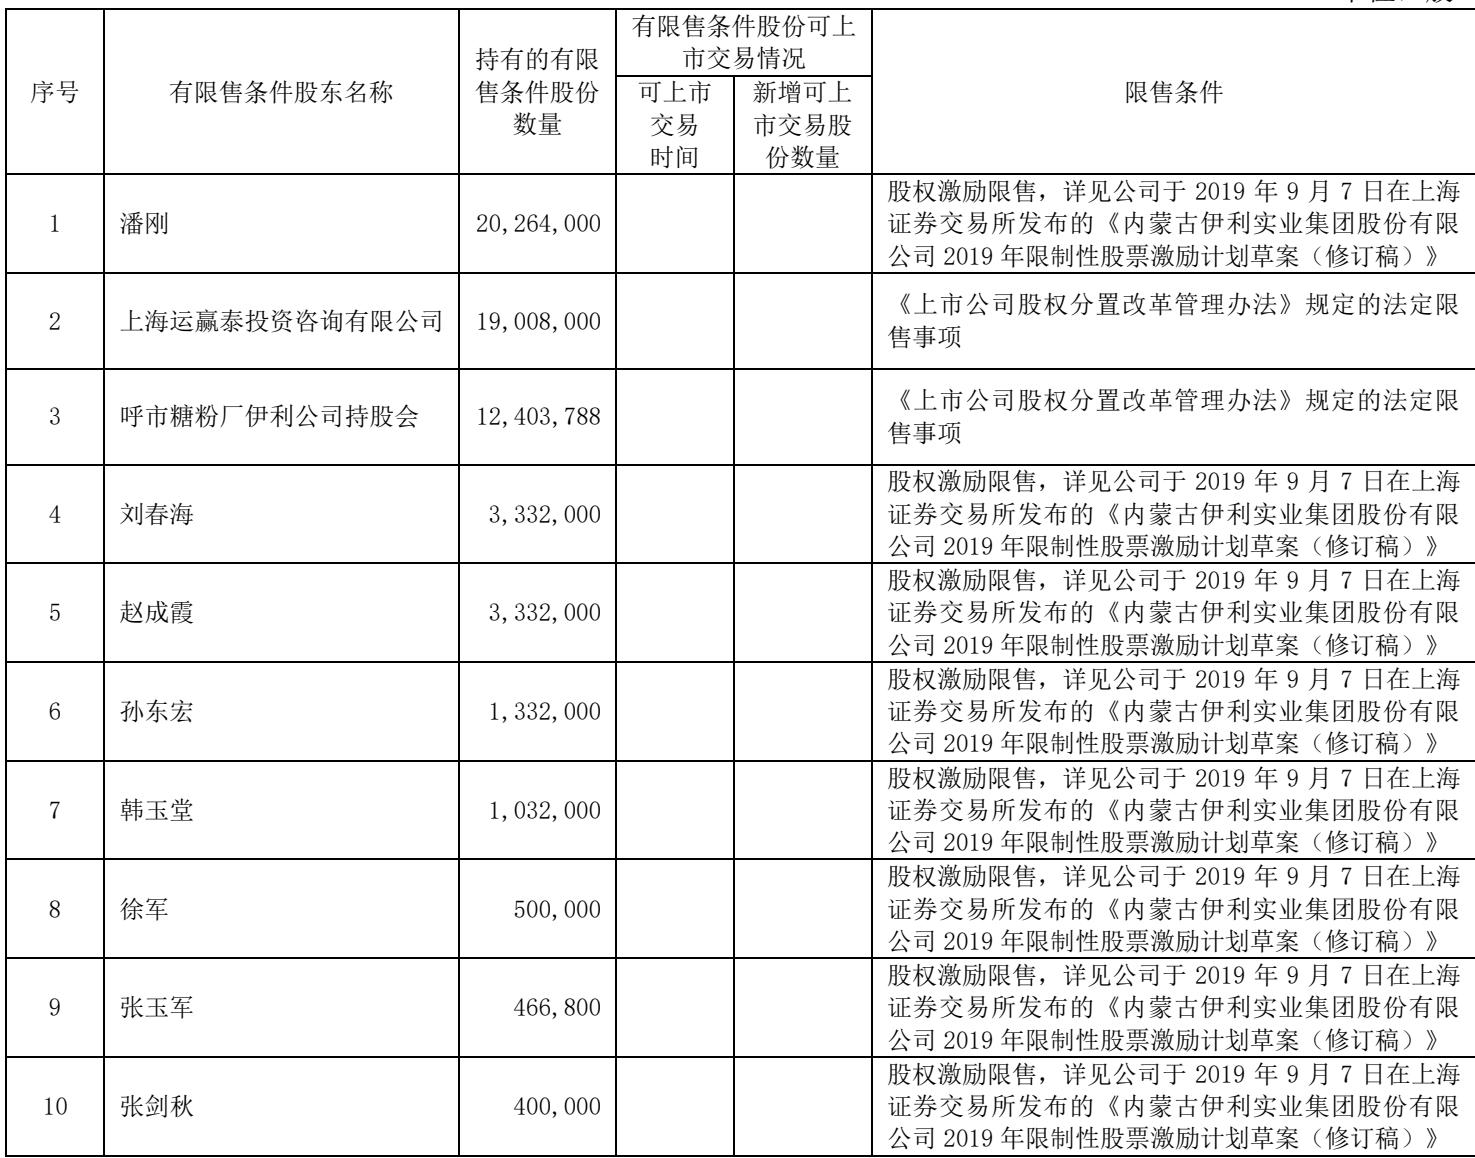 序号
有限售条件股东名称
持有的有限
售条件股份
数量
有限售条件股份可上
市交易情况
可上市
交易
时间
新增可上
市交易股
份数量
限售条件
1
潘刚
20,264,000
股权激励限售，详见公司于 2019 年 9 月 7 日在上海
证券交易所发布的《内蒙古伊利实业集团股份有限
公司 2019 年限制性股票激励计划草案（修订稿）》
2
上海运赢泰投资咨询有限公司
19,008,000
《上市公司股权分置改革管理办法》规定的法定限
售事项
3
呼市糖粉厂伊利公司持股会
12,403,788
《上市公司股权分置改革管理办法》规定的法定限
售事项
4
刘春海
3,332,000
股权激励限售，详见公司于 2019 年 9 月 7 日在上海
证券交易所发布的《内蒙古伊利实业集团股份有限
公司 2019 年限制性股票激励计划草案（修订稿）》
5
赵成霞
3,332,000
股权激励限售，详见公司于 2019 年 9 月 7 日在上海
证券交易所发布的《内蒙古伊利实业集团股份有限
公司 2019 年限制性股票激励计划草案（修订稿）》
6
孙东宏
1,332,000
股权激励限售，详见公司于 2019 年 9 月 7 日在上海
证券交易所发布的《内蒙古伊利实业集团股份有限
公司 2019 年限制性股票激励计划草案（修订稿）》
7
韩玉堂
1,032,000
股权激励限售，详见公司于 2019 年 9 月 7 日在上海
证券交易所发布的《内蒙古伊利实业集团股份有限
公司 2019 年限制性股票激励计划草案（修订稿）》
8
徐军
500,000
股权激励限售，详见公司于 2019 年 9 月 7 日在上海
证券交易所发布的《内蒙古伊利实业集团股份有限
公司 2019 年限制性股票激励计划草案（修订稿）》
9
张玉军
466,800
股权激励限售，详见公司于 2019 年 9 月 7 日在上海
证券交易所发布的《内蒙古伊利实业集团股份有限
公司 2019 年限制性股票激励计划草案（修订稿）》
10
张剑秋
400,000
股权激励限售，详见公司于 2019 年 9 月 7 日在上海
证券交易所发布的《内蒙古伊利实业集团股份有限
公司 2019 年限制性股票激励计划草案（修订稿）》